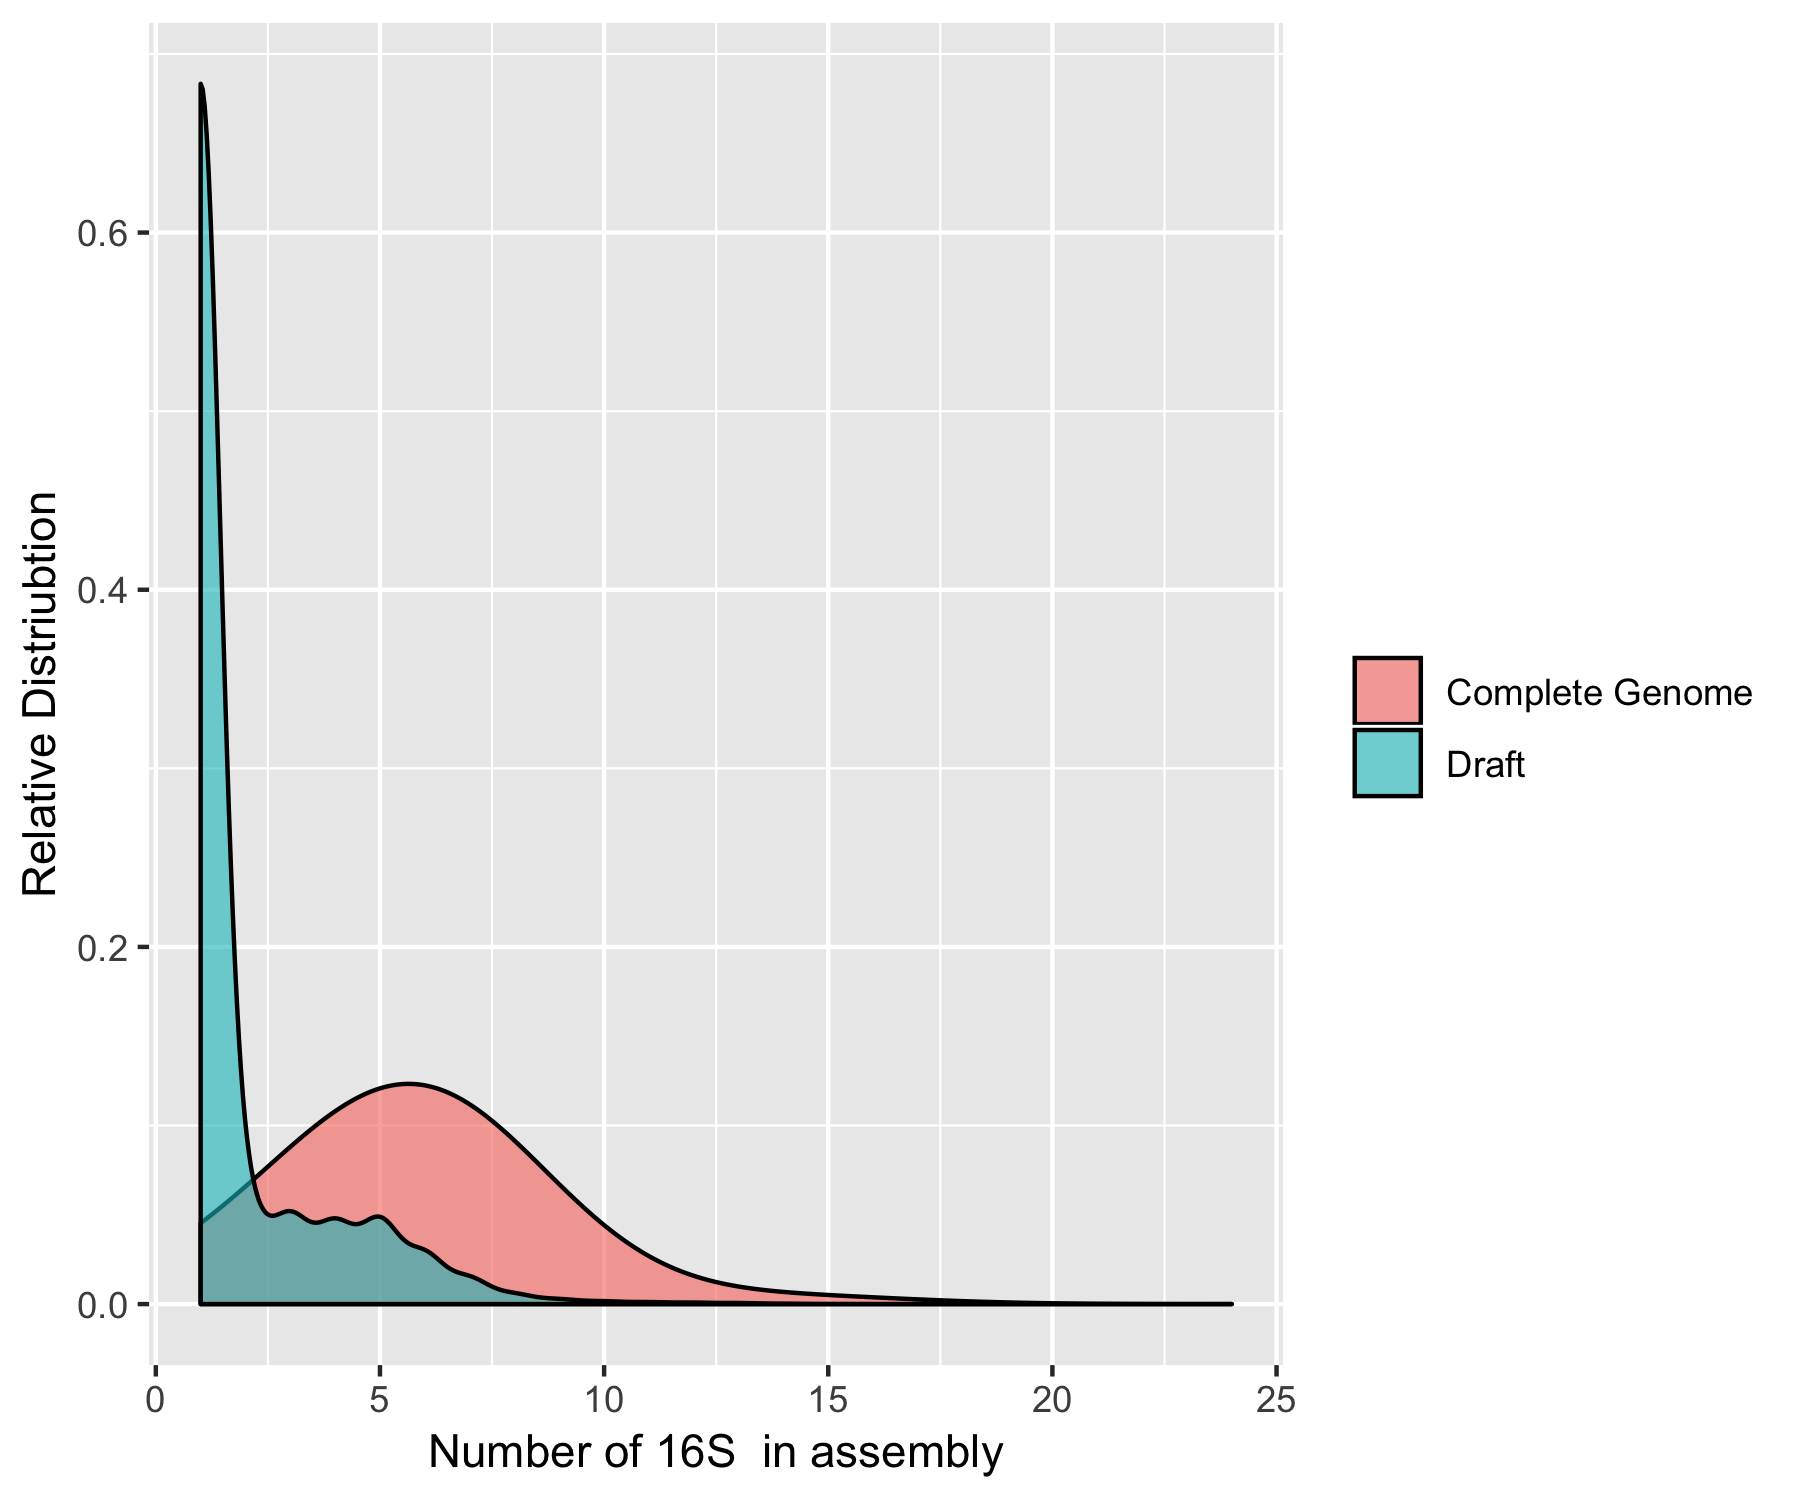 Relative Distriubtion
0.6
0.4
0.2
0.0
0 5 10 15 20 25
Number of 16S  in assembly
Complete Genome
Draft